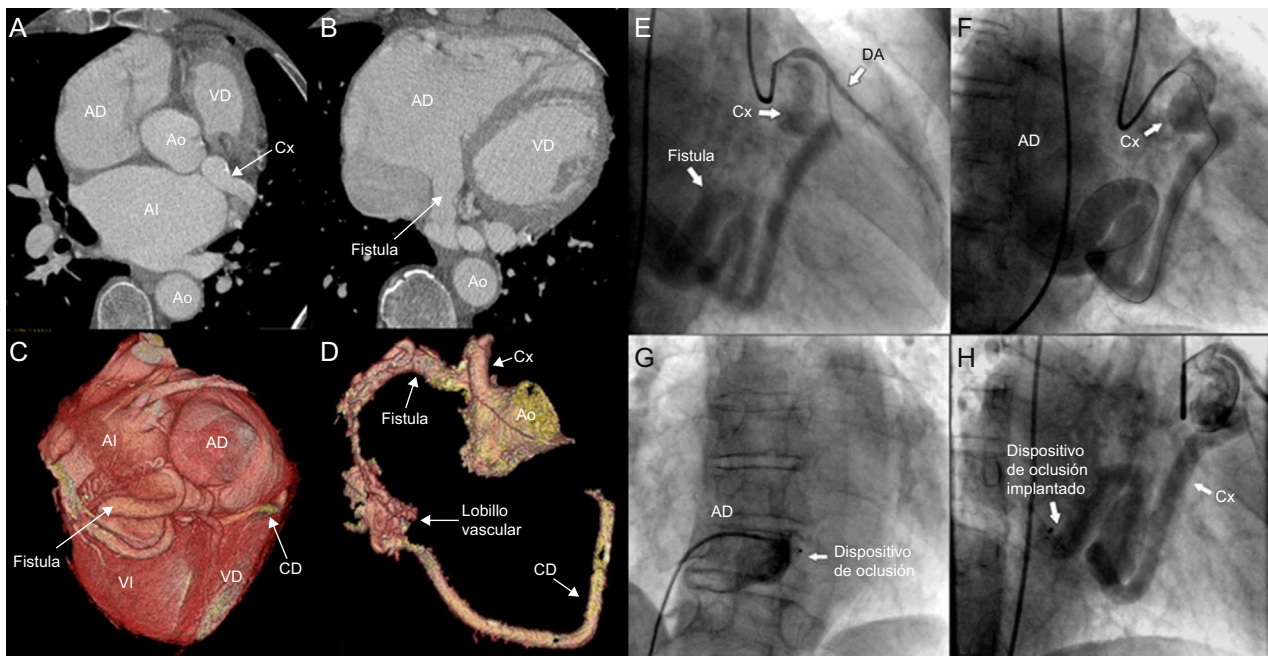 A
AD
VD
Ao
Cx
AI
Ao
B
AD
VD
Fistula
Ao
C
AI
AD
Fistula
VI
VD
CD
D
Cx
Fistula
Ao
Lobillo
vascular
CD
E
DA
Cx
Fistula
F
Cx
AD
G
AD
Dispositivo
de oclusión
H
Dispositivo
de oclusión
implantado
Cx